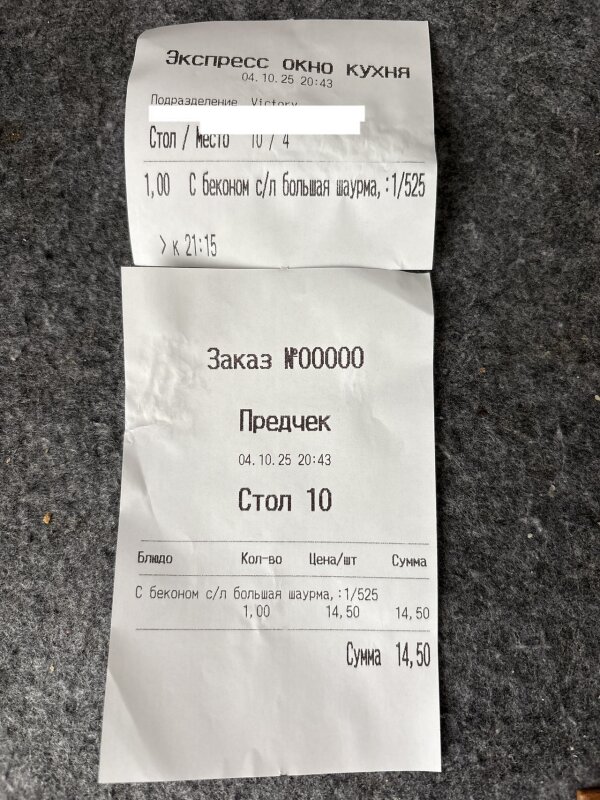 Экспресс окно кухня
04.10.25 20:43
Подразделение Victory
Стол / Место 10 / 4
1,00 С беконом с/л большая шаурма,:1/525
> к 21:15
Заказ №00000
Предчек
04.10.25 20:43
Стол 10
Блюдо Кол-во Цена/шт Сумма
С беконом с/л большая шаурма,:1/525
1,00 14,50 14,50
Сумма 14,50